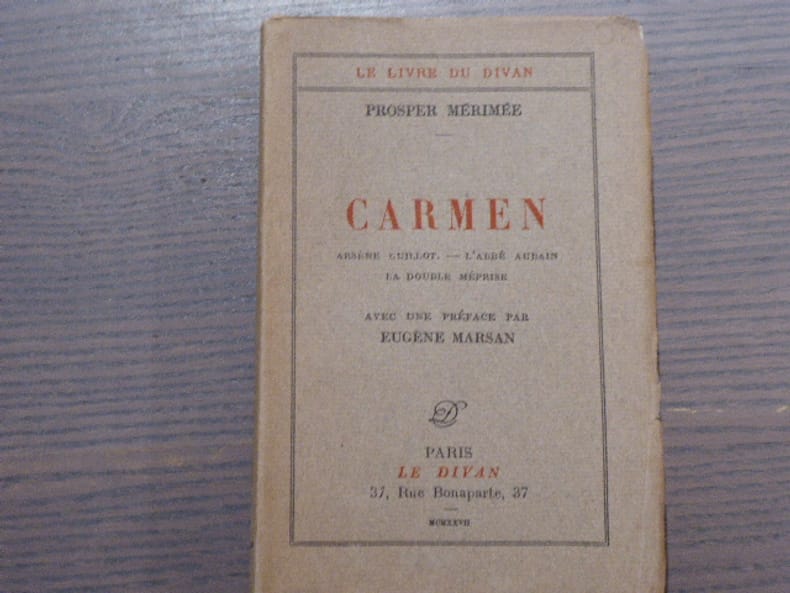 LE LIVRE DU DIVAN
PROSPER MÉRIMÉE
CARMEN
ARSÈNE GUILLOT. — L'ABBÉ AUBAIN
LA DOUBLE MÉPRISE
AVEC UNE PRÉFACE PAR
EUGÈNE MARSAN
D
PARIS
LE DIVAN
37, Rue Bonaparte, 37
MCMXXVII